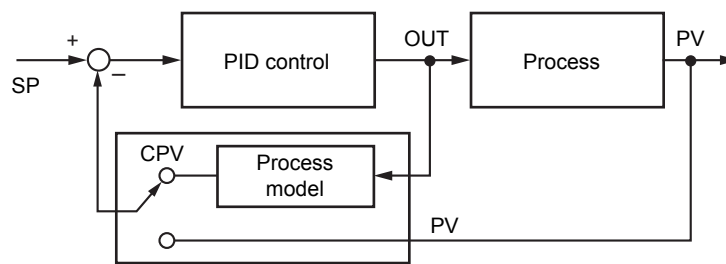 +
SP
−
PID control
OUT
Process
PV
CPV
Process
model
PV